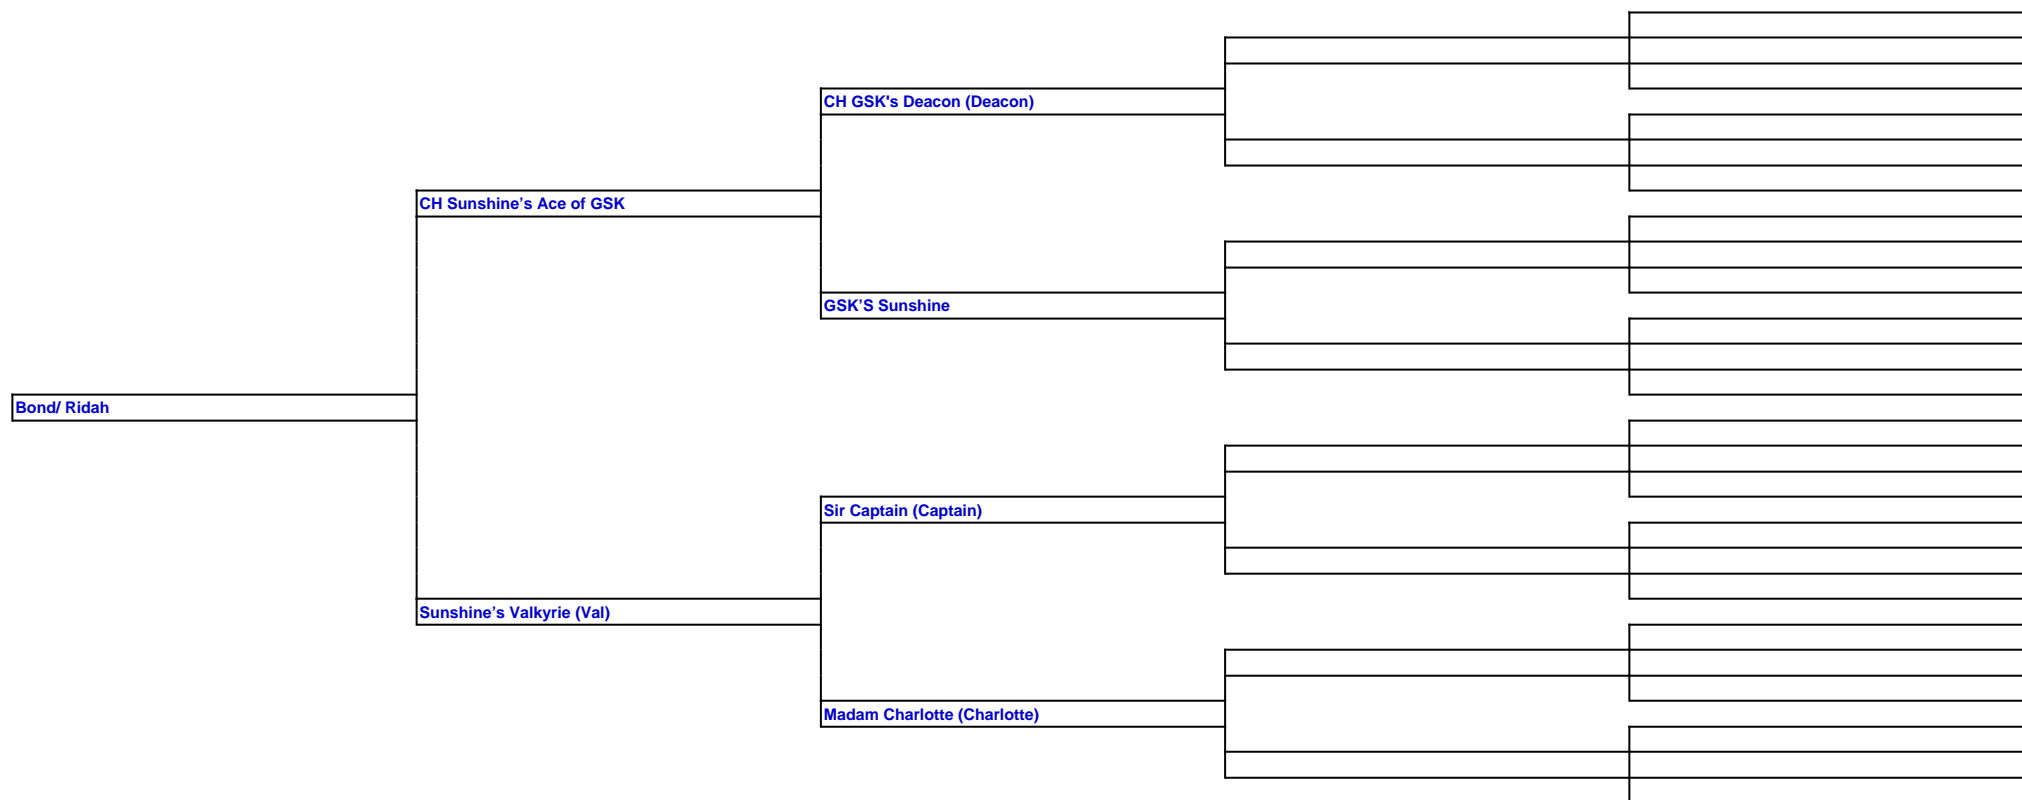 CH GSK's Deacon (Deacon)
CH Sunshine’s Ace of GSK
GSK’S Sunshine
Bond/ Ridah
Sir Captain (Captain)
Sunshine’s Valkyrie (Val)
Madam Charlotte (Charlotte)